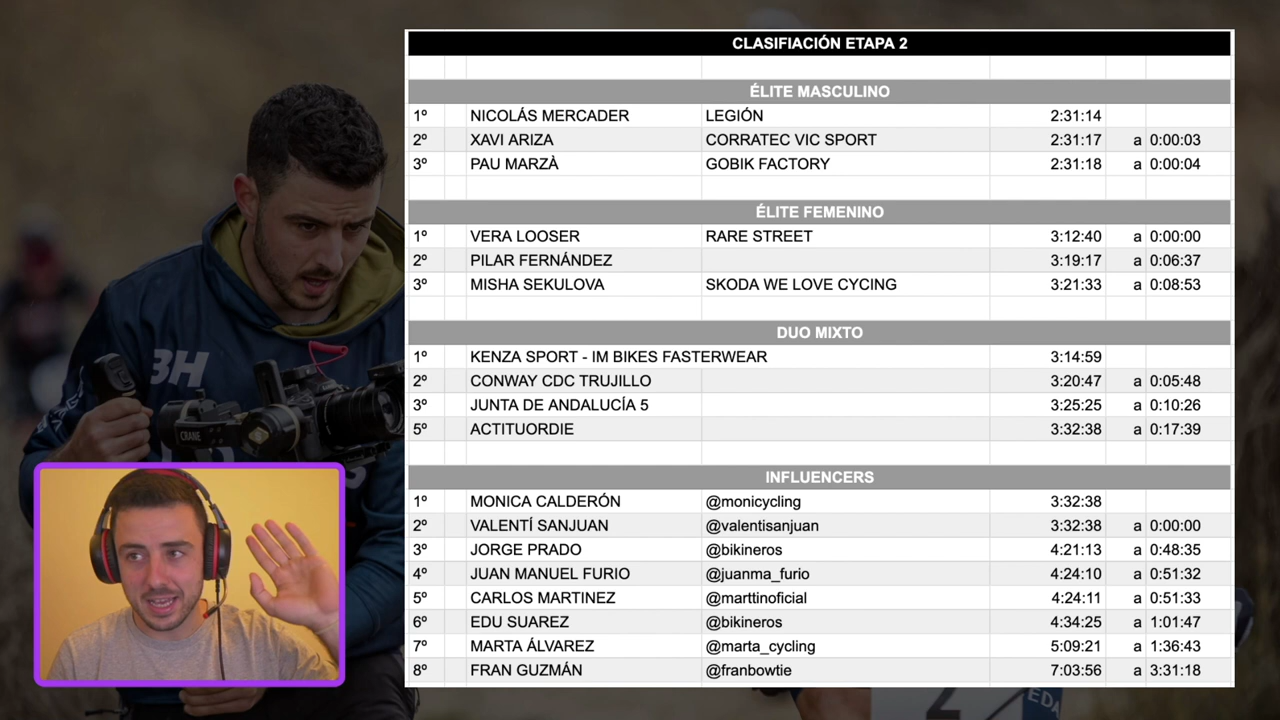 CLASIFIACIÓN ETAPA 2
ÉLITE MASCULINO
1º NICOLÁS MERCADER LEGIÓN 2:31:14
2º XAVI ARIZA CORRATEC VIC SPORT 2:31:17 a 0:00:03
3º PAU MARZÀ GOBIK FACTORY 2:31:18 a 0:00:04
ÉLITE FEMENINO
1º VERA LOOSER RARE STREET 3:12:40 a 0:00:00
2º PILAR FERNÁNDEZ 3:19:17 a 0:06:37
3º MISHA SEKULOVA SKODA WE LOVE CYCING 3:21:33 a 0:08:53
DUO MIXTO
1º KENZA SPORT - IM BIKES FASTERWEAR 3:14:59
2º CONWAY CDC TRUJILLO 3:20:47 a 0:05:48
3º JUNTA DE ANDALUCÍA 5 3:25:25 a 0:10:26
5º ACTITUORDIE 3:32:38 a 0:17:39
INFLUENCERS
1º MONICA CALDERÓN @monicycling 3:32:38
2º VALENTÍ SANJUAN @valentisanjuan 3:32:38 a 0:00:00
3º JORGE PRADO @bikineros 4:21:13 a 0:48:35
4º JUAN MANUEL FURIO @juanma_furio 4:24:10 a 0:51:32
5º CARLOS MARTINEZ @marttinoficial 4:24:11 a 0:51:33
6º EDU SUAREZ @bikineros 4:34:25 a 1:01:47
7º MARTA ÁLVAREZ @marta_cycling 5:09:21 a 1:36:43
8º FRAN GUZMÁN @franbowtie 7:03:56 a 3:31:18
3H
CRANE
2
EDA